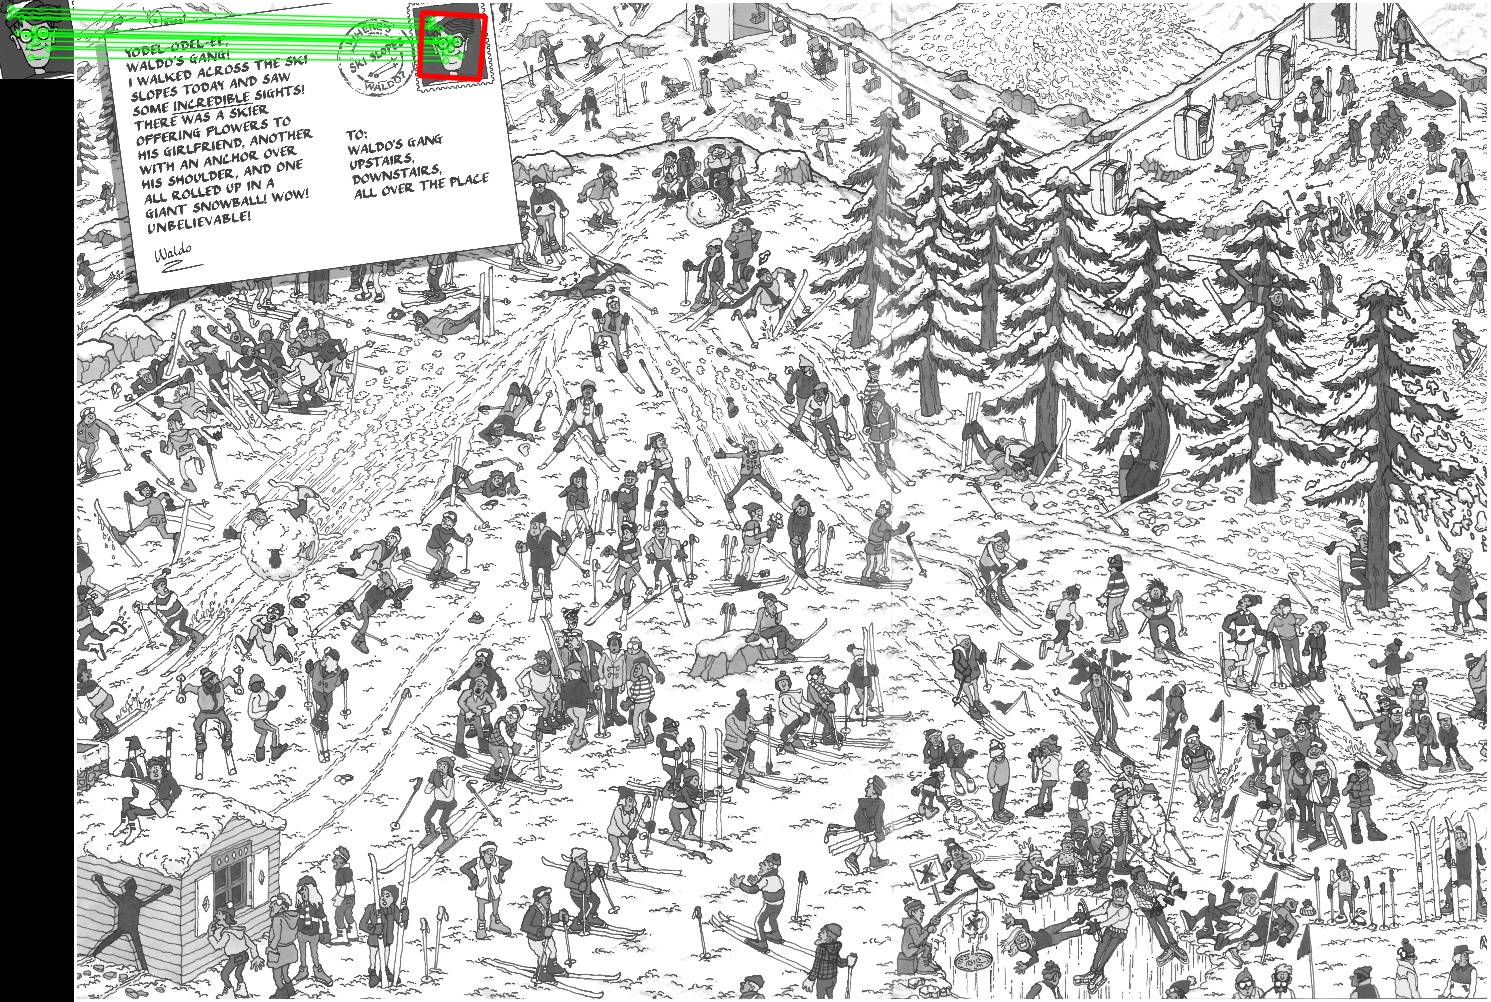 YODEL-ODEL-EE,
WALDO'S GANG!
I WALKED ACROSS THE SKI
SLOPES TODAY AND SAW
SOME INCREDIBLE SIGHTS!
THERE WAS A SKIER
OFFERING FLOWERS TO
HIS GIRLFRIEND, ANOTHER
WITH AN ANCHOR OVER
HIS SHOULDER, AND ONE
ALL ROLLED UP IN A
GIANT SNOWBALL! WOW!
UNBELIEVABLE!
Waldo
WHERE'S
SKI SLOPES
WALDO?
TO:
WALDO'S GANG
UPSTAIRS,
DOWNSTAIRS,
ALL OVER THE PLACE